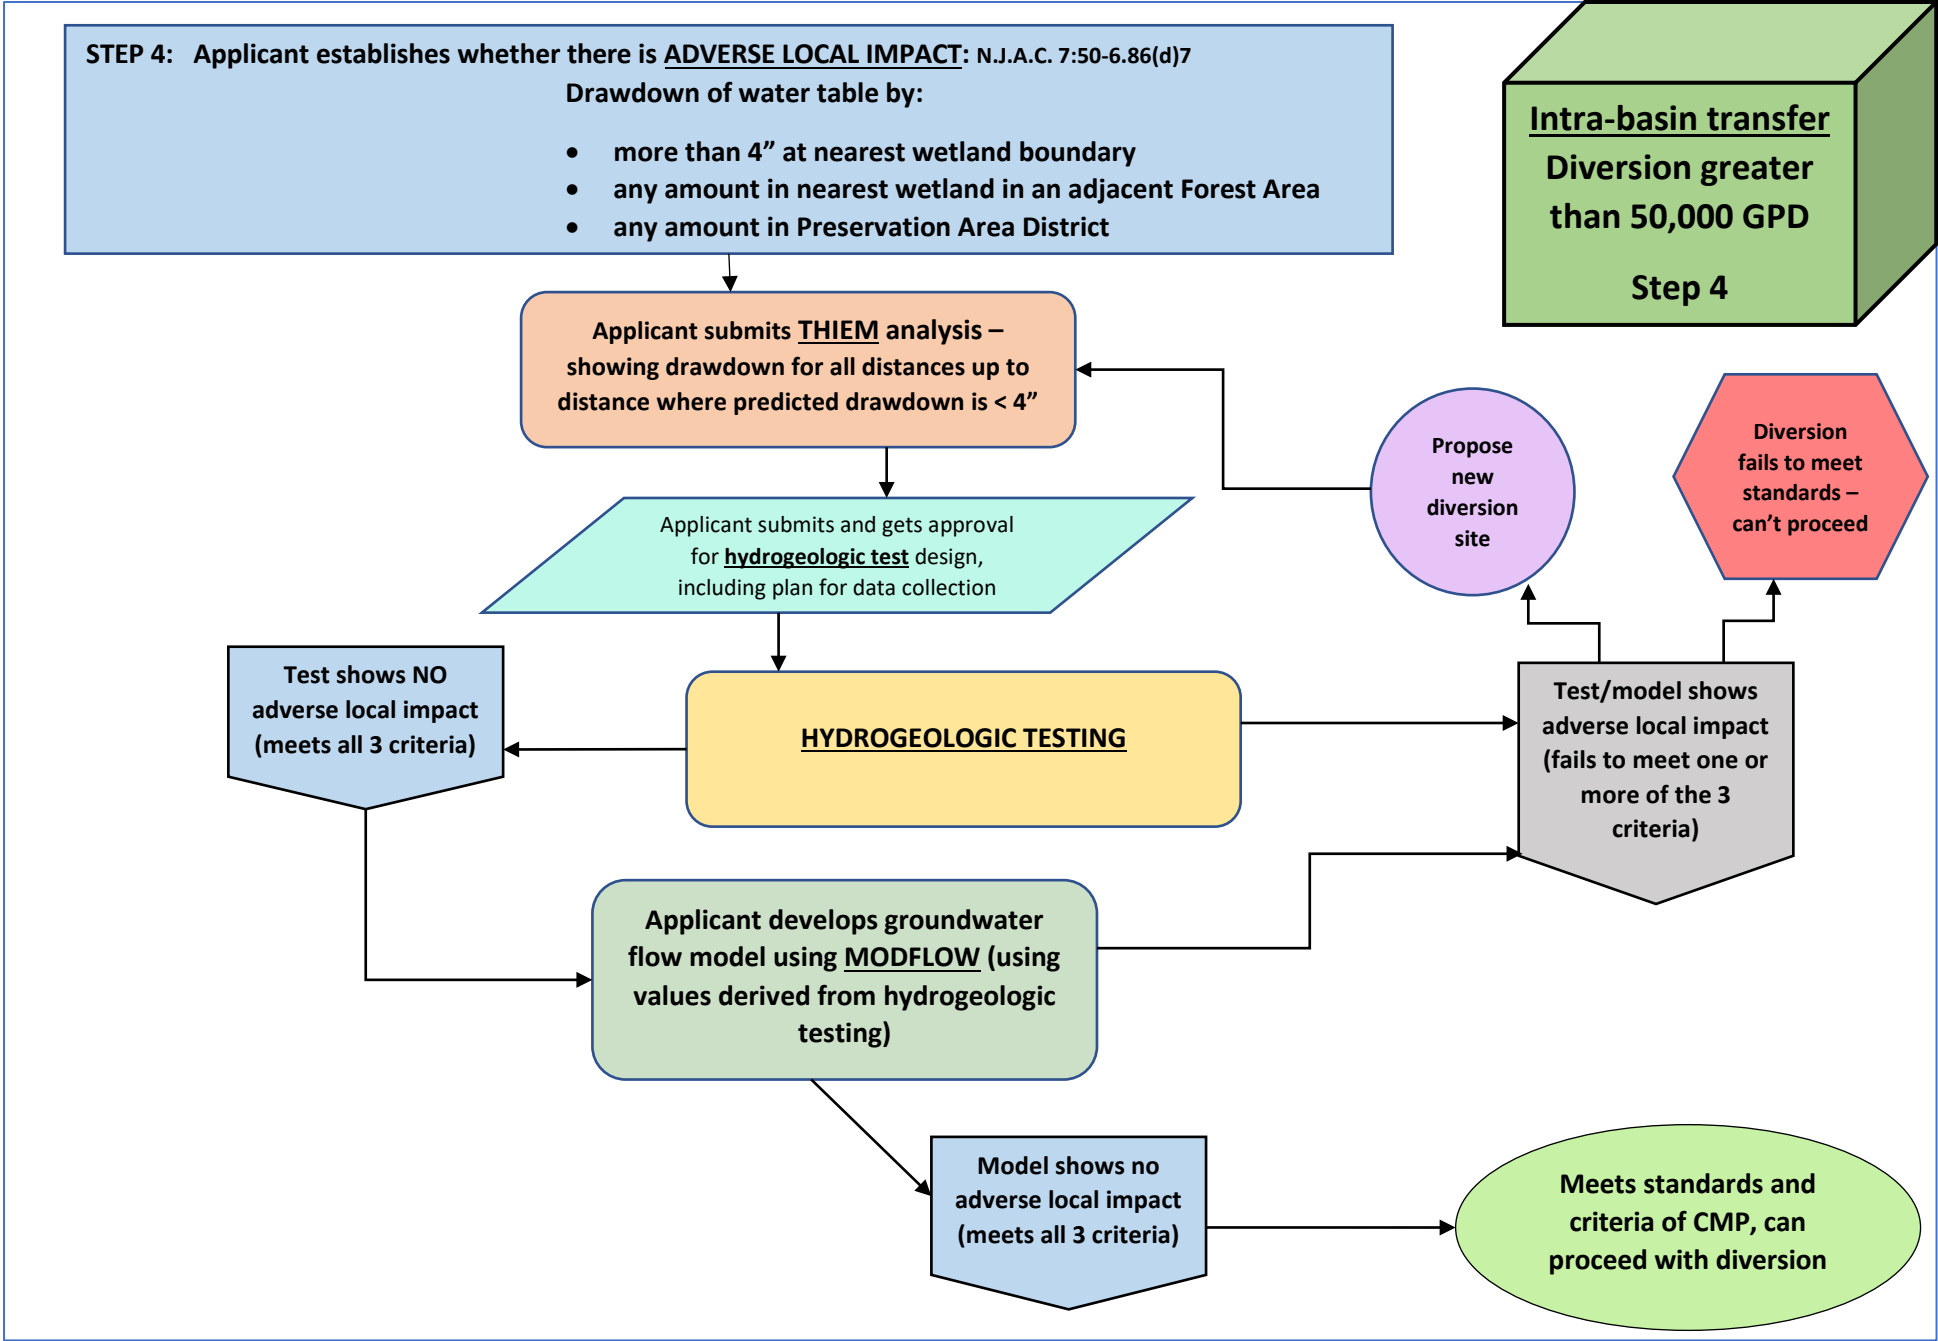 STEP 4: Applicant establishes whether there is ADVERSE LOCAL IMPACT: N.J.A.C. 7:50-6.86(d)7
Drawdown of water table by:
• more than 4” at nearest wetland boundary
• any amount in nearest wetland in an adjacent Forest Area
• any amount in Preservation Area District
Intra-basin transfer
Diversion greater
than 50,000 GPD
Step 4
Applicant submits THIEM analysis –
showing drawdown for all distances up to
distance where predicted drawdown is < 4”
Propose
new
diversion
site
Diversion
fails to meet
standards –
can’t proceed
Applicant submits and gets approval
for hydrogeologic test design,
including plan for data collection
Test shows NO
adverse local impact
(meets all 3 criteria)
HYDROGEOLOGIC TESTING
Test/model shows
adverse local impact
(fails to meet one or
more of the 3
criteria)
Applicant develops groundwater
flow model using MODFLOW (using
values derived from hydrogeologic
testing)
Model shows no
adverse local impact
(meets all 3 criteria)
Meets standards and
criteria of CMP, can
proceed with diversion